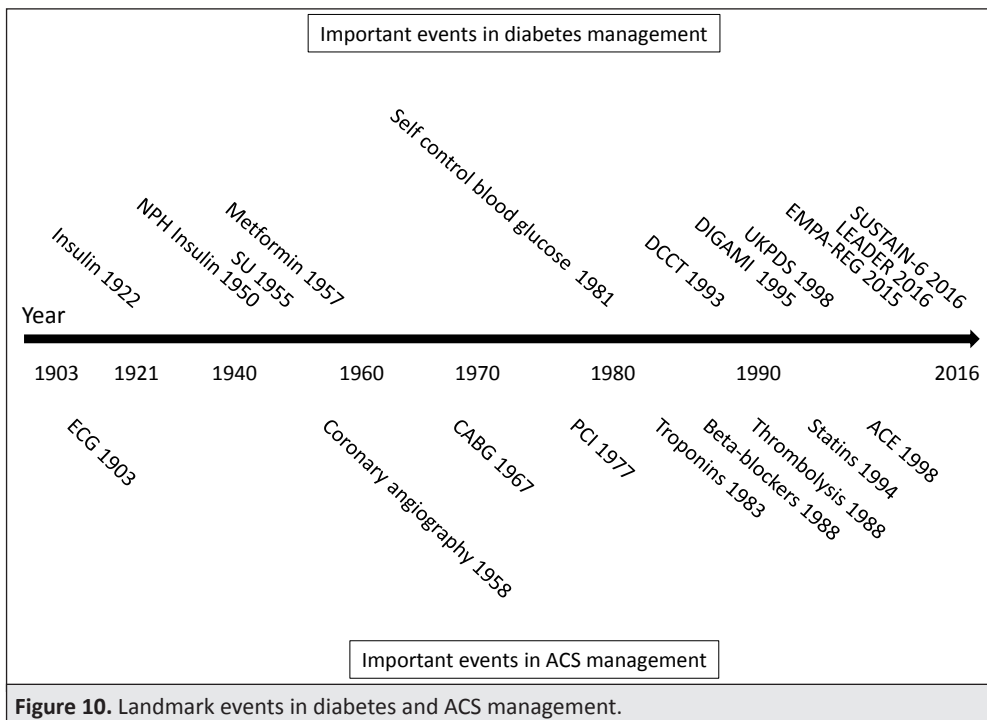 Important events in diabetes management
Insulin 1922
NPH Insulin 1950
SU 1955
Metformin 1957
Self control blood glucose 1981
DCCT 1993
DIGAMI 1995
UKPDS 1998
EMPA-REG 2015
LEADER 2016
SUSTAIN-6 2016
Year
1903 1921 1940 1960 1970 1980 1990 2016
ECG 1903
Coronary angiography 1958
CABG 1967
PCI 1977
Troponins 1983
Beta-blockers 1988
Thrombolysis 1988
Statins 1994
ACE 1998
Important events in ACS management
Figure 10. Landmark events in diabetes and ACS management.